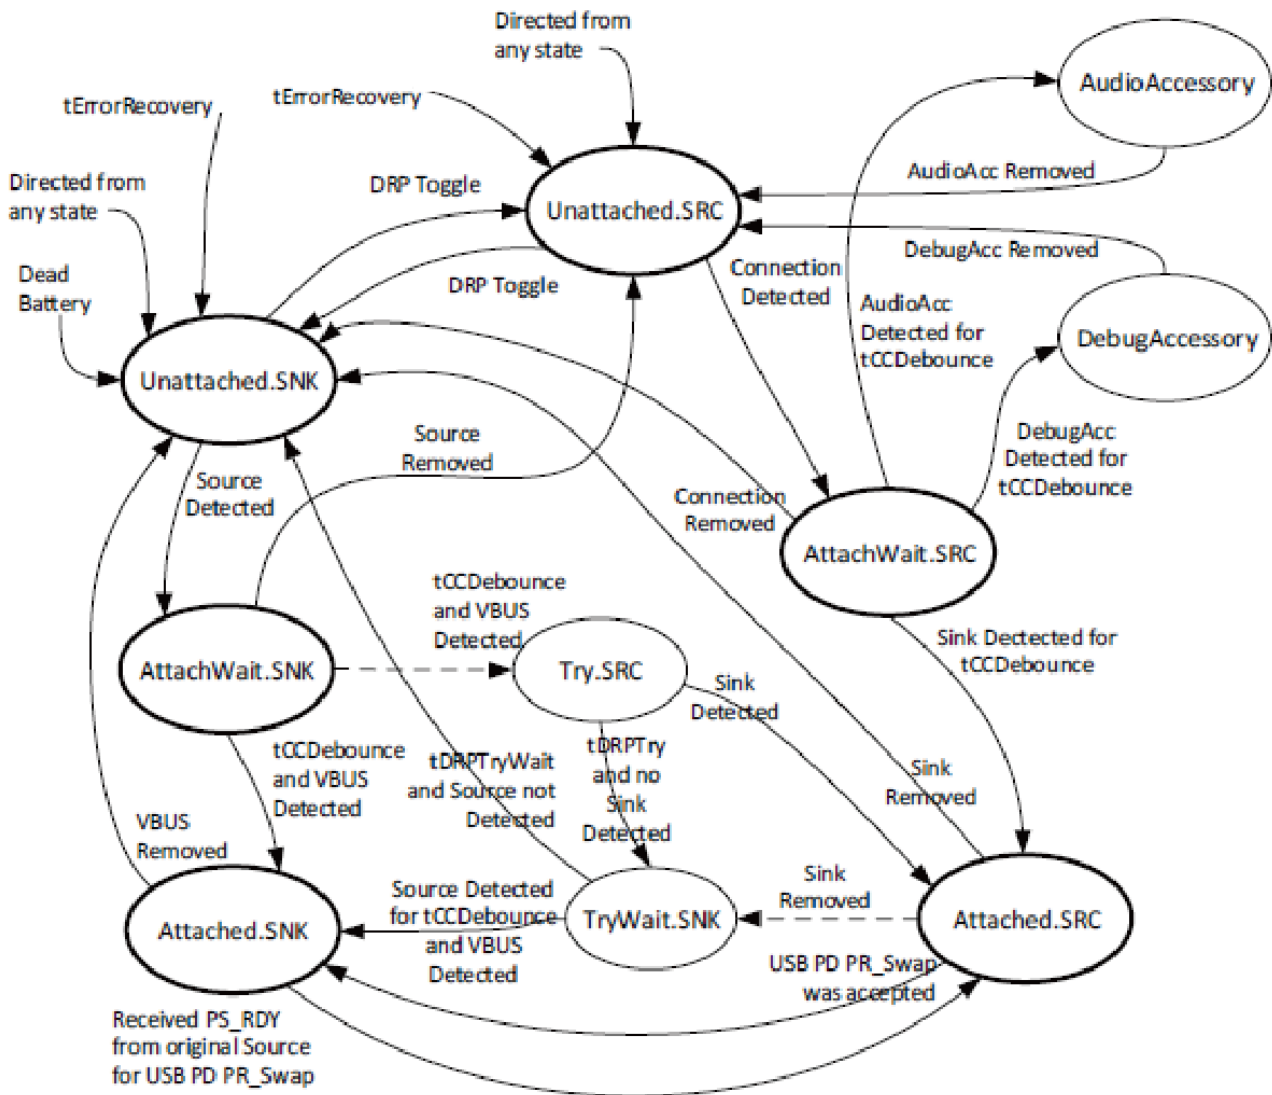 Directed from
any state
tErrorRecovery
tErrorRecovery
AudioAccessory
Directed from
any state
DRP Toggle
AudioAcc Removed
Unattached.SRC
DebugAcc Removed
Dead
Battery
DRP Toggle
Connection
Detected
AudioAcc
Detected for
tCCDebounce
DebugAccessory
Unattached.SNK
Source
Removed
DebugAcc
Detected for
tCCDebounce
Source
Detected
Connection
Removed
AttachWait.SRC
tCCDebounce
and VBUS
Detected
Sink Dectected for
tCCDebounce
AttachWait.SNK
Try.SRC
Sink
Detected
tCCDebounce
and VBUS
Detected
tDRPTryWait
and Source not
Detected
tDRPTry
and no
Sink
Detected
Sink
Removed
VBUS
Removed
Source Detected
for tCCDebounce
and VBUS
Detected
Sink
Removed
Attached.SNK
TryWait.SNK
Attached.SRC
USB PD PR_Swap
was accepted
Received PS_RDY
from original Source
for USB PD PR_Swap